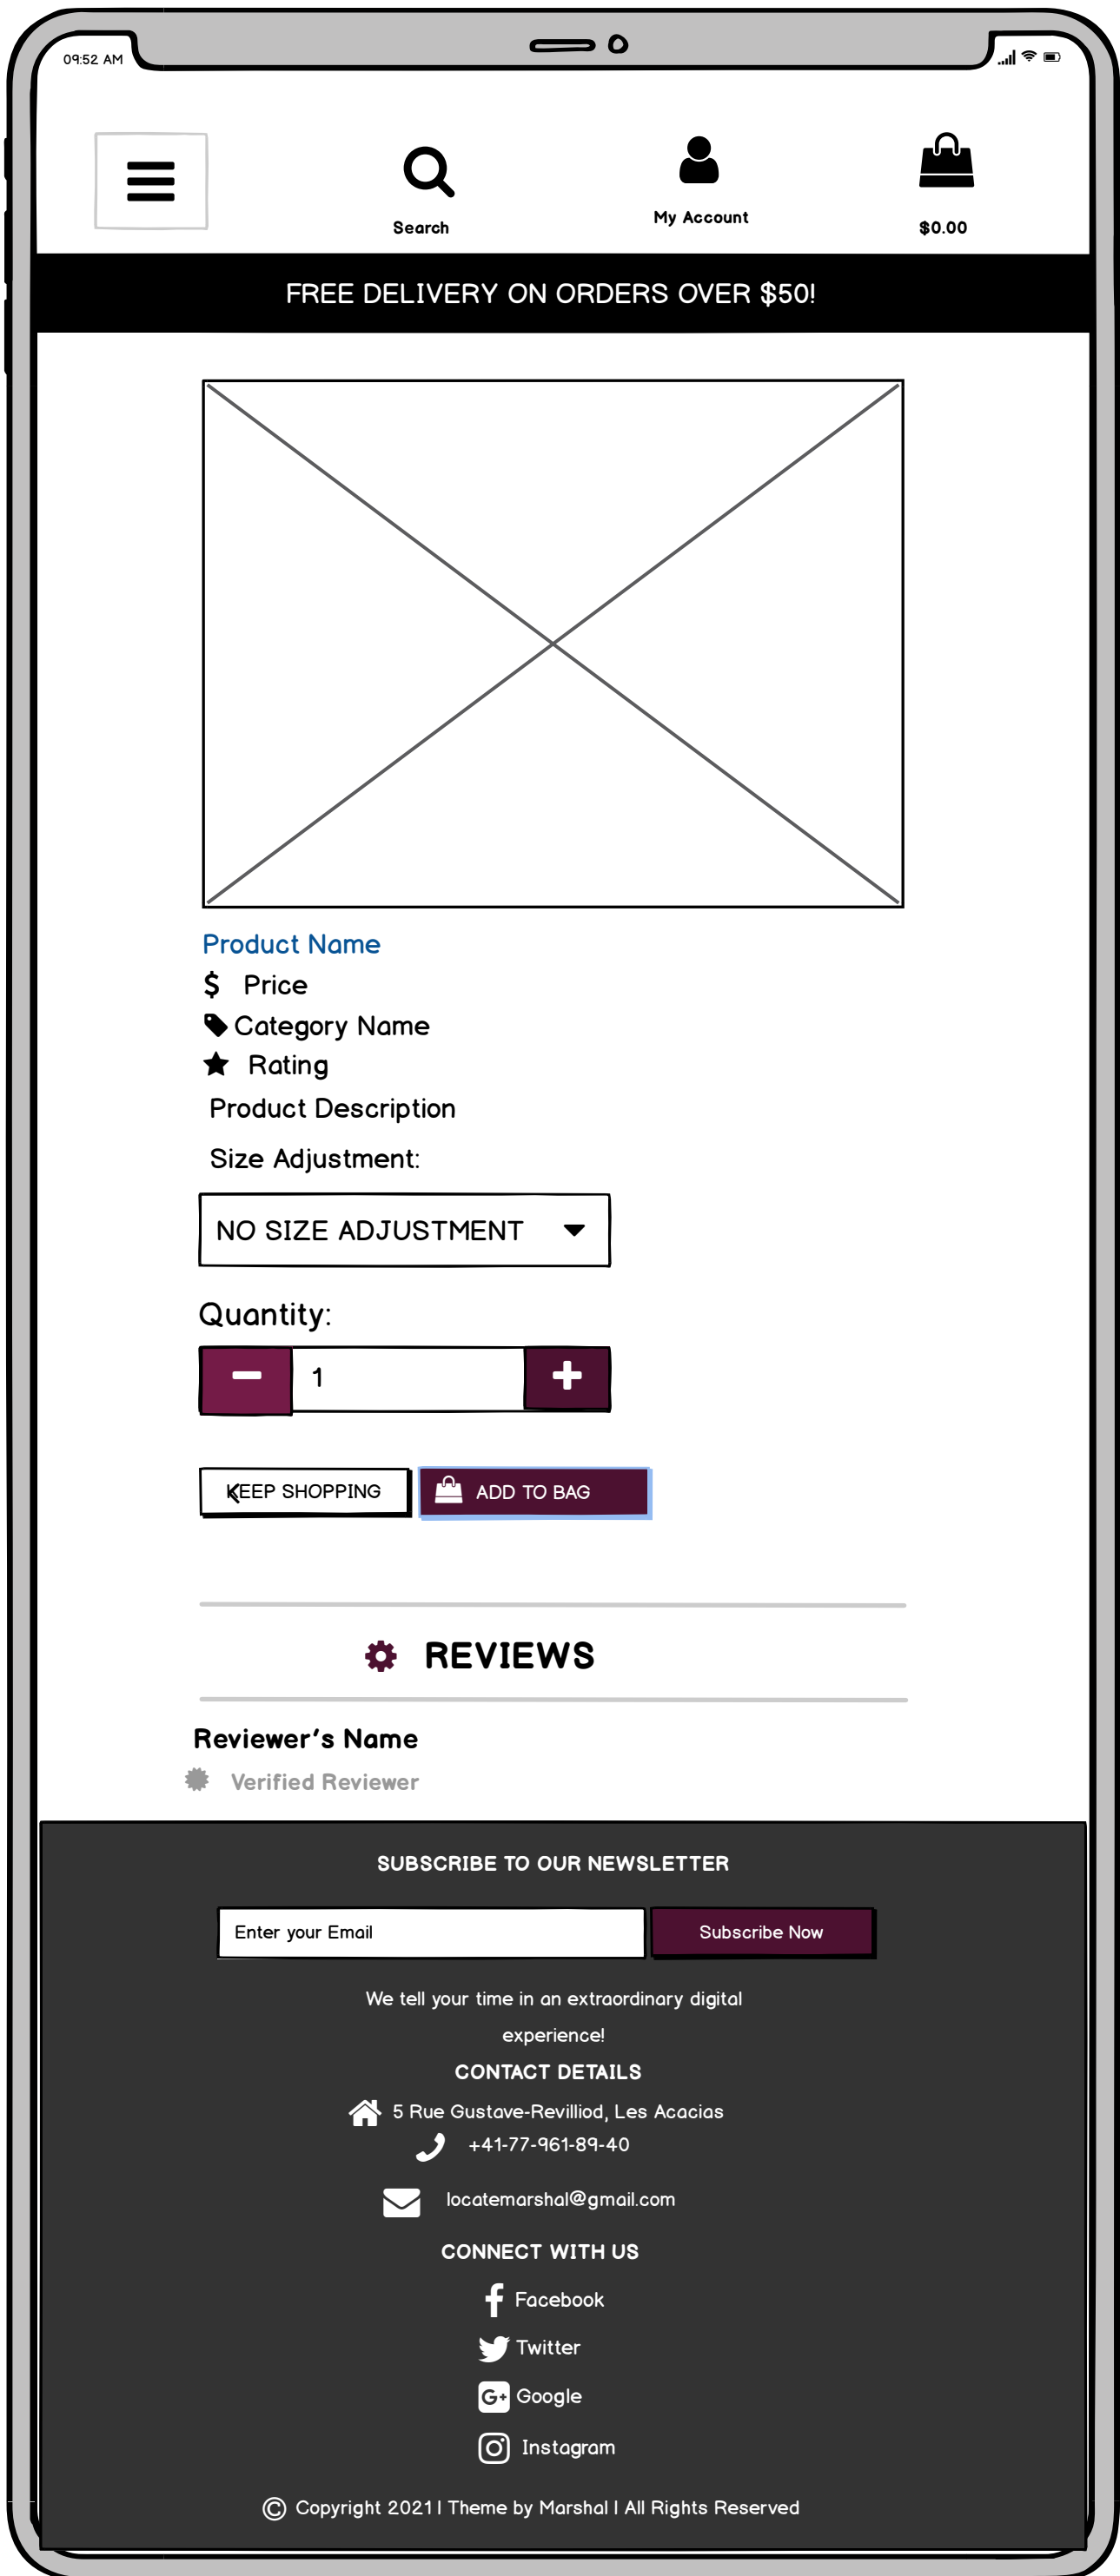 09:52 AM
Search
My Account
$0.00
FREE DELIVERY ON ORDERS OVER $50!
Product Name
$ Price
Category Name
Rating
Product Description
Size Adjustment:
NO SIZE ADJUSTMENT
Quantity:
1
KEEP SHOPPING
ADD TO BAG
REVIEWS
Reviewer's Name
Verified Reviewer
SUBSCRIBE TO OUR NEWSLETTER
Enter your Email
Subscribe Now
We tell your time in an extraordinary digital
experience!
CONTACT DETAILS
5 Rue Gustave-Revilliod, Les Acacias
+41-77-961-89-40
locatemarshal@gmail.com
CONNECT WITH US
Facebook
Twitter
G+ Google
Instagram
© Copyright 2021 | Theme by Marshal | All Rights Reserved